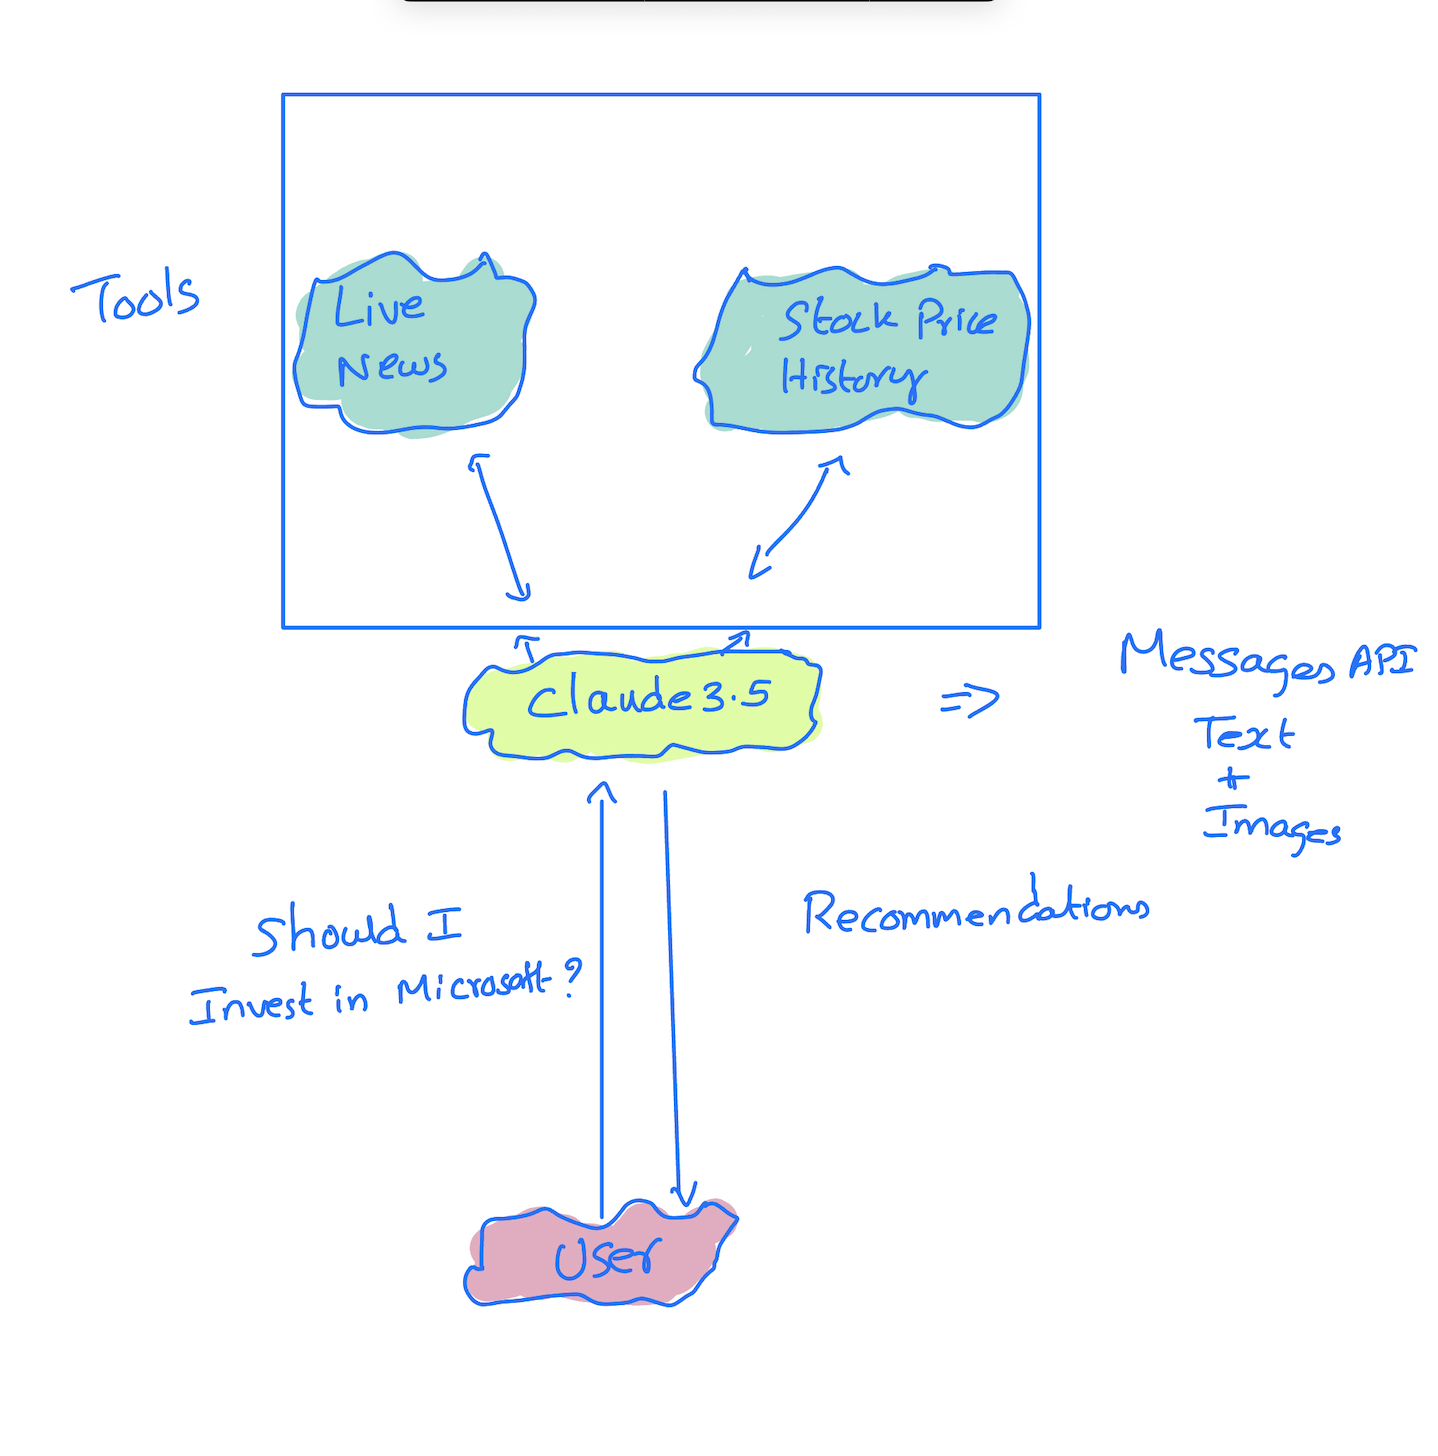 Tools
Live
News
Stock Price
History
Claude 3.5
=>
Messages API
Text
+
Images
Should I
Invest in Microsoft?
Recommendations
User